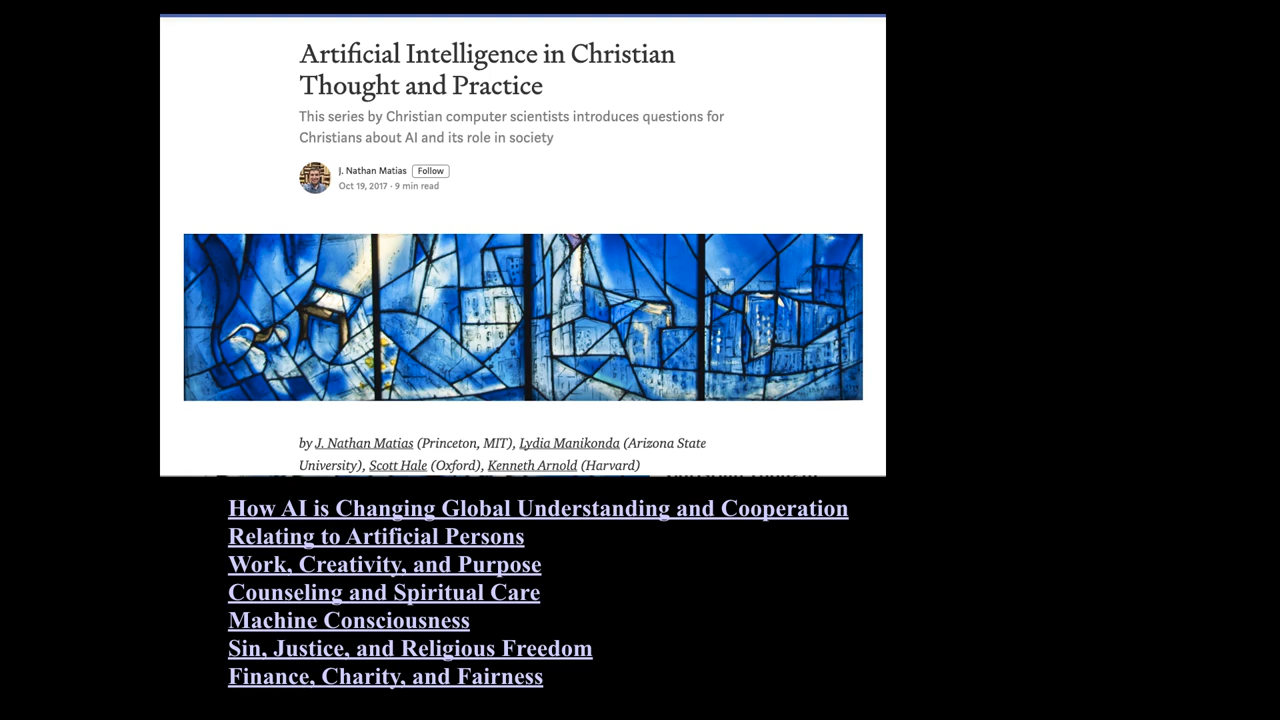 Artificial Intelligence in Christian
Thought and Practice
This series by Christian computer scientists introduces questions for
Christians about AI and its role in society
J. Nathan Matias Follow
Oct 19, 2017 · 9 min read
by J. Nathan Matias (Princeton, MIT), Lydia Manikonda (Arizona State
University), Scott Hale (Oxford), Kenneth Arnold (Harvard)
How AI is Changing Global Understanding and Cooperation
Relating to Artificial Persons
Work, Creativity, and Purpose
Counseling and Spiritual Care
Machine Consciousness
Sin, Justice, and Religious Freedom
Finance, Charity, and Fairness